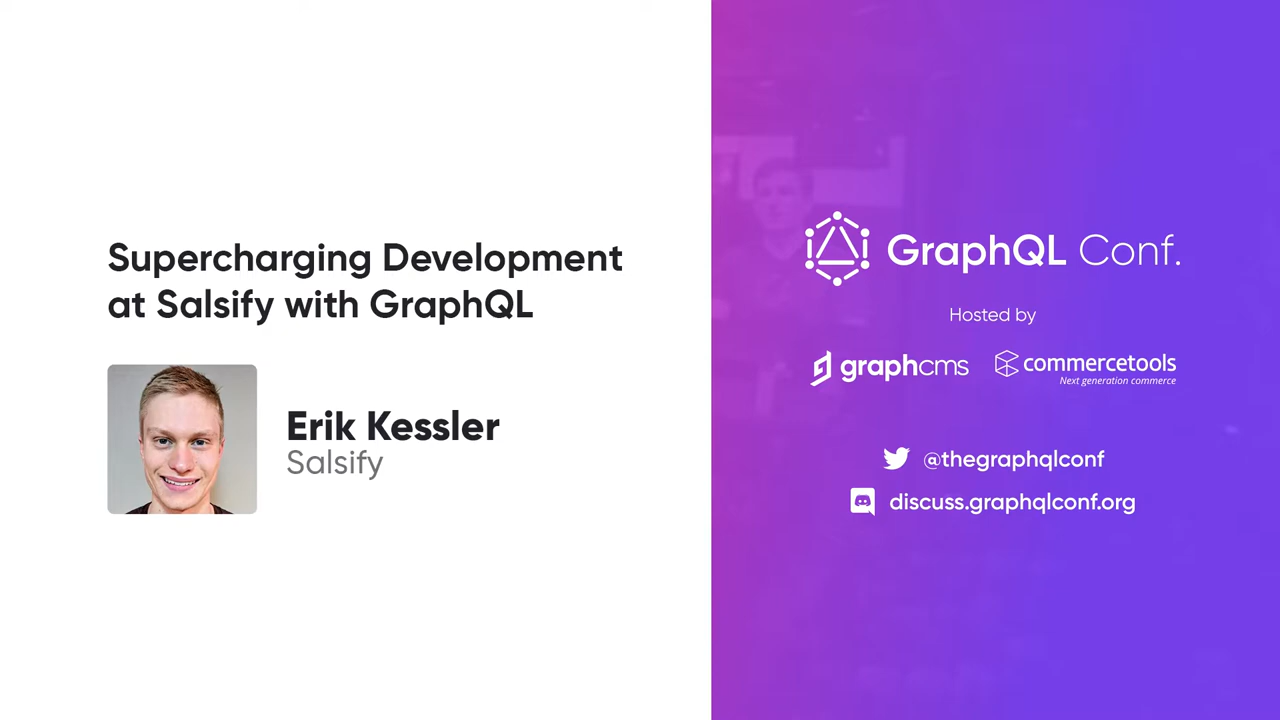 Supercharging Development
at Salsify with GraphQL
Erik Kessler
Salsify
GraphQL Conf.
Hosted by
graphcms
commercetools
Next generation commerce
@thegraphqlconf
discuss.graphqlconf.org